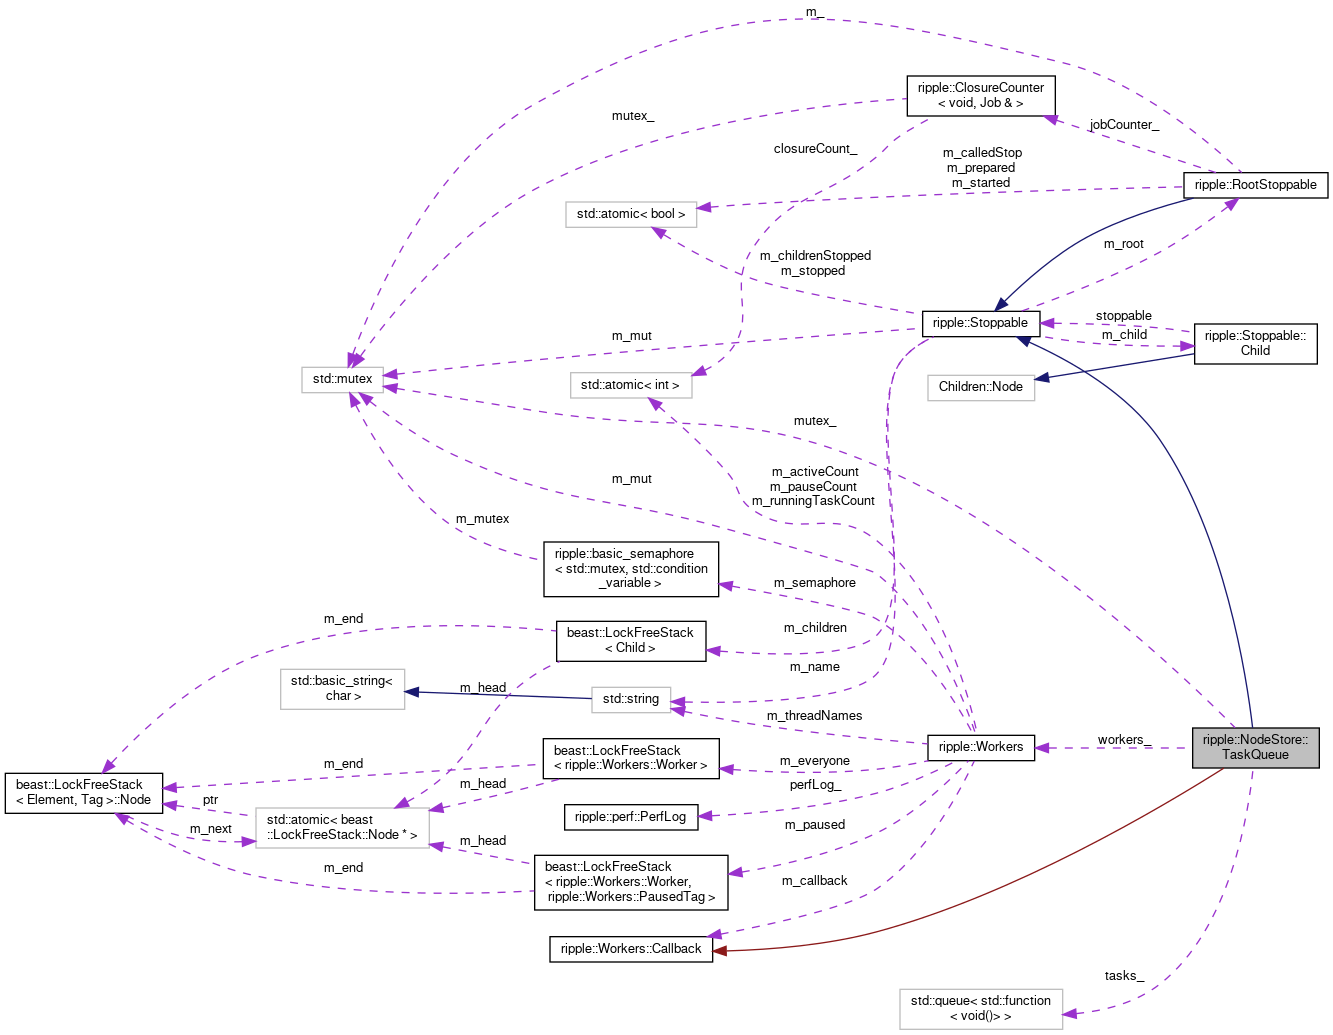 m_
ripple::ClosureCounter
< void, Job & >
mutex_
jobCounter_
closureCount_
m_calledStop
m_prepared
m_started
ripple::RootStoppable
std::atomic< bool >
m_root
m_childrenStopped
m_stopped
ripple::Stoppable
stoppable
m_child
ripple::Stoppable::
Child
m_mut
std::mutex
std::atomic< int >
Children::Node
mutex_
m_activeCount
m_pauseCount
m_runningTaskCount
m_mut
m_mutex
ripple::basic_semaphore
< std::mutex, std::condition
_variable >
m_semaphore
m_end
beast::LockFreeStack
< Child >
m_children
m_name
std::basic_string<
char >
m_head
std::string
m_threadNames
ripple::Workers
workers_
ripple::NodeStore::
TaskQueue
beast::LockFreeStack
< ripple::Workers::Worker >
m_everyone
m_end
m_head
perfLog_
beast::LockFreeStack
< Element, Tag >::Node
ptr
m_next
std::atomic< beast
::LockFreeStack::Node * >
ripple::perf::PerfLog
m_paused
m_head
m_end
beast::LockFreeStack
< ripple::Workers::Worker,
ripple::Workers::PausedTag >
m_callback
ripple::Workers::Callback
tasks_
std::queue< std::function
< void()> >